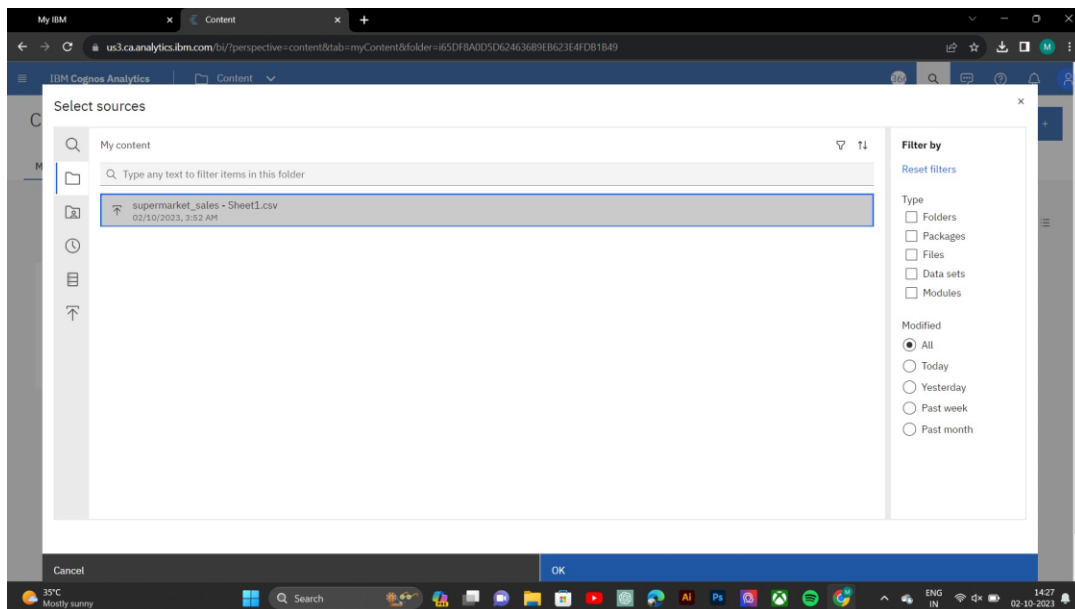 My IBM
Content
us3.ca.analytics.ibm.com/bi/?perspective=content&tab=myContent&folder=i65DF8A0D5D62463689EB623E4FDB1B49
M
IBM Cognos Analytics
Content
Select sources
My content
Type any text to filter items in this folder
supermarket_sales - Sheet1.csv
02/10/2023, 3:52 AM
Filter by
Reset filters
Type
Folders
Packages
Files
Data sets
Modules
Modified
All
Today
Yesterday
Past week
Past month
Cancel
OK
35°C
Mostly sunny
Search
Ai
Ps
ENG
IN
14:27
02-10-2023